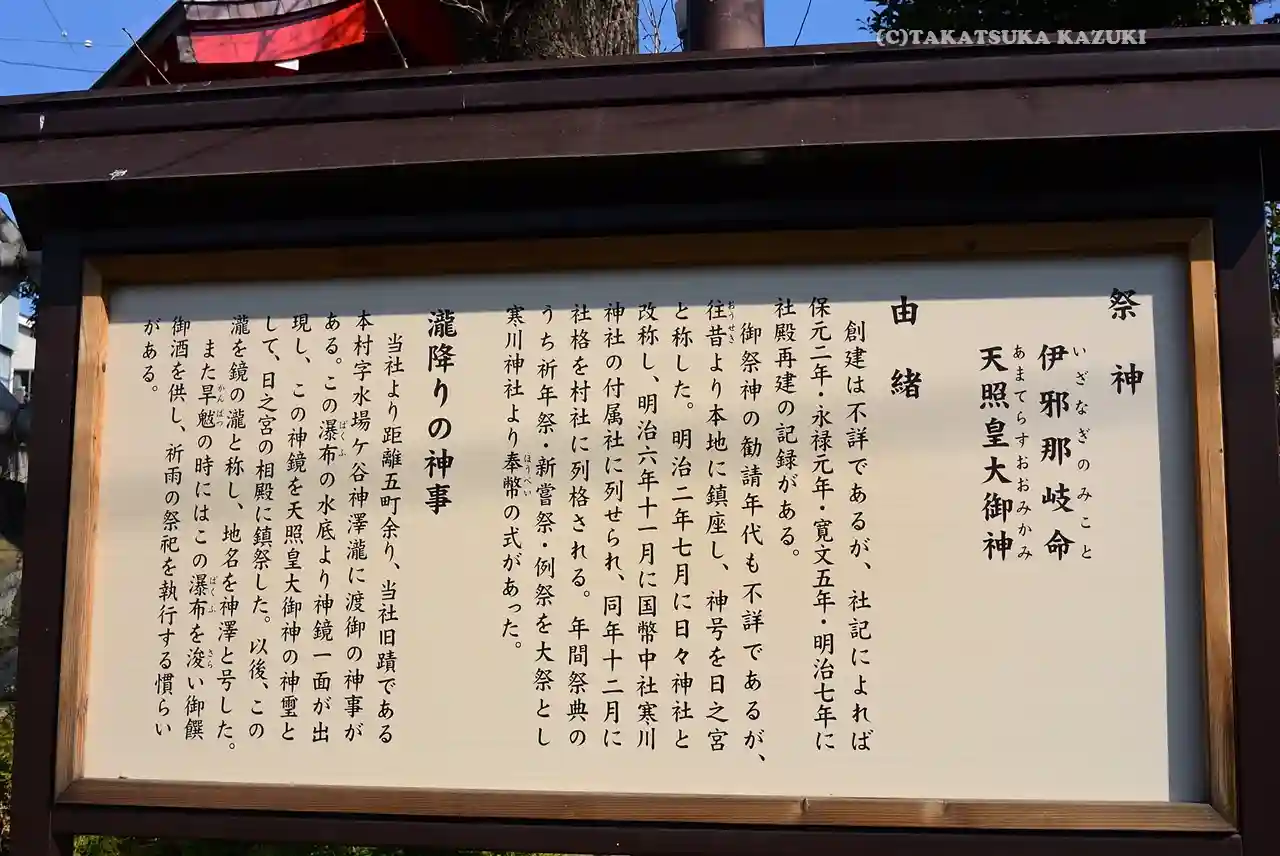 (C)TAKATSUKA KAZUKI
祭神
いざなぎのみこと
伊邪那岐命
あまてらすおおみかみ
天照皇大御神
由緒
創建は不詳であるが、社記によれば
保元二年・永禄元年・寛文五年・明治七年に
社殿再建の記録がある。
御祭神の勧請年代も不詳であるが、
おうせき
往昔より本地に鎮座し、神号を日之宮
と称した。明治二年七月に日々神社と
改称し、明治六年十一月に国幣中社寒川
神社の付属社に列せられ、同年十二月に
社格を村社に列格される。年間祭典の
うち祈年祭・新嘗祭・例祭を大祭とし
ほうべい
寒川神社より奉幣の式があった。
瀧降りの神事
当社より距離五町余り、当社旧蹟である
本村字水場ケ谷神澤瀧に渡御の神事が
ばくふ
ある。この瀑布の水底より神鏡一面が出
現し、この神鏡を天照皇大御神の神璽と
して、日之宮の相殿に鎮祭した。以後、この
瀧を鏡の瀧と称し、地名を神澤と号した。
かんばつ ばくふ さら
また旱魃の時にはこの瀑布を浚い御饌
御酒を供し、祈雨の祭祀を執行する慣らい
がある。